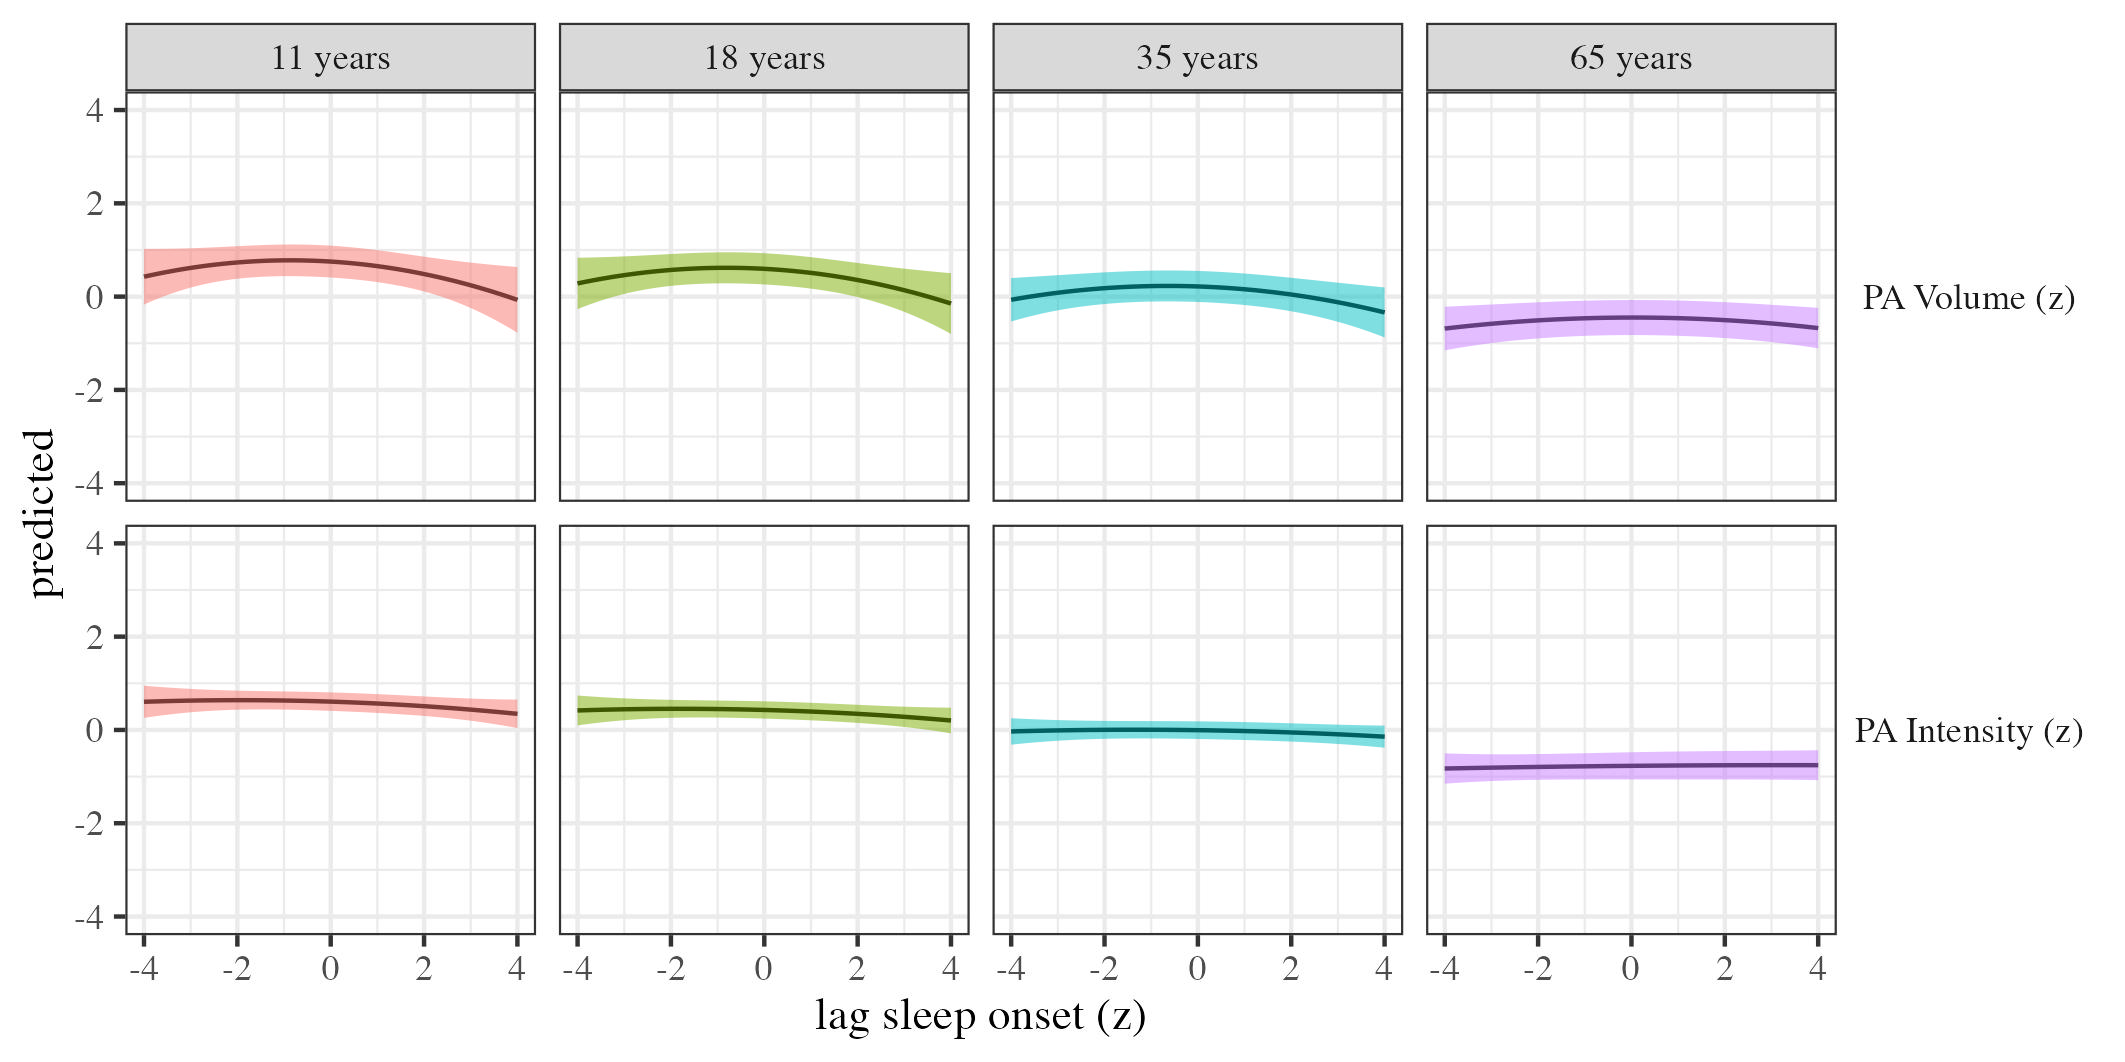 11 years
18 years
35 years
65 years
4
2
0
-2
-4
PA Volume (z)
predicted
4
2
0
-2
-4
PA Intensity (z)
-4 -2 0 2 4 -4 -2 0 2 4 -4 -2 0 2 4 -4 -2 0 2 4
lag sleep onset (z)